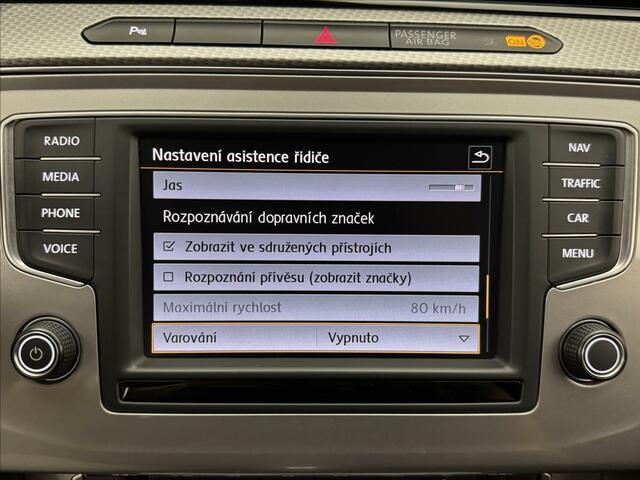 PASSENGER
AIR BAG
ON
RADIO
MEDIA
PHONE
VOICE
Nastavení asistence řidiče
Jas
Rozpoznávání dopravních značek
Zobrazit ve sdružených přístrojích
Rozpoznání přívěsu (zobrazit značky)
Maximální rychlost 80 km/h
Varování Vypnuto
NAV
TRAFFIC
CAR
MENU